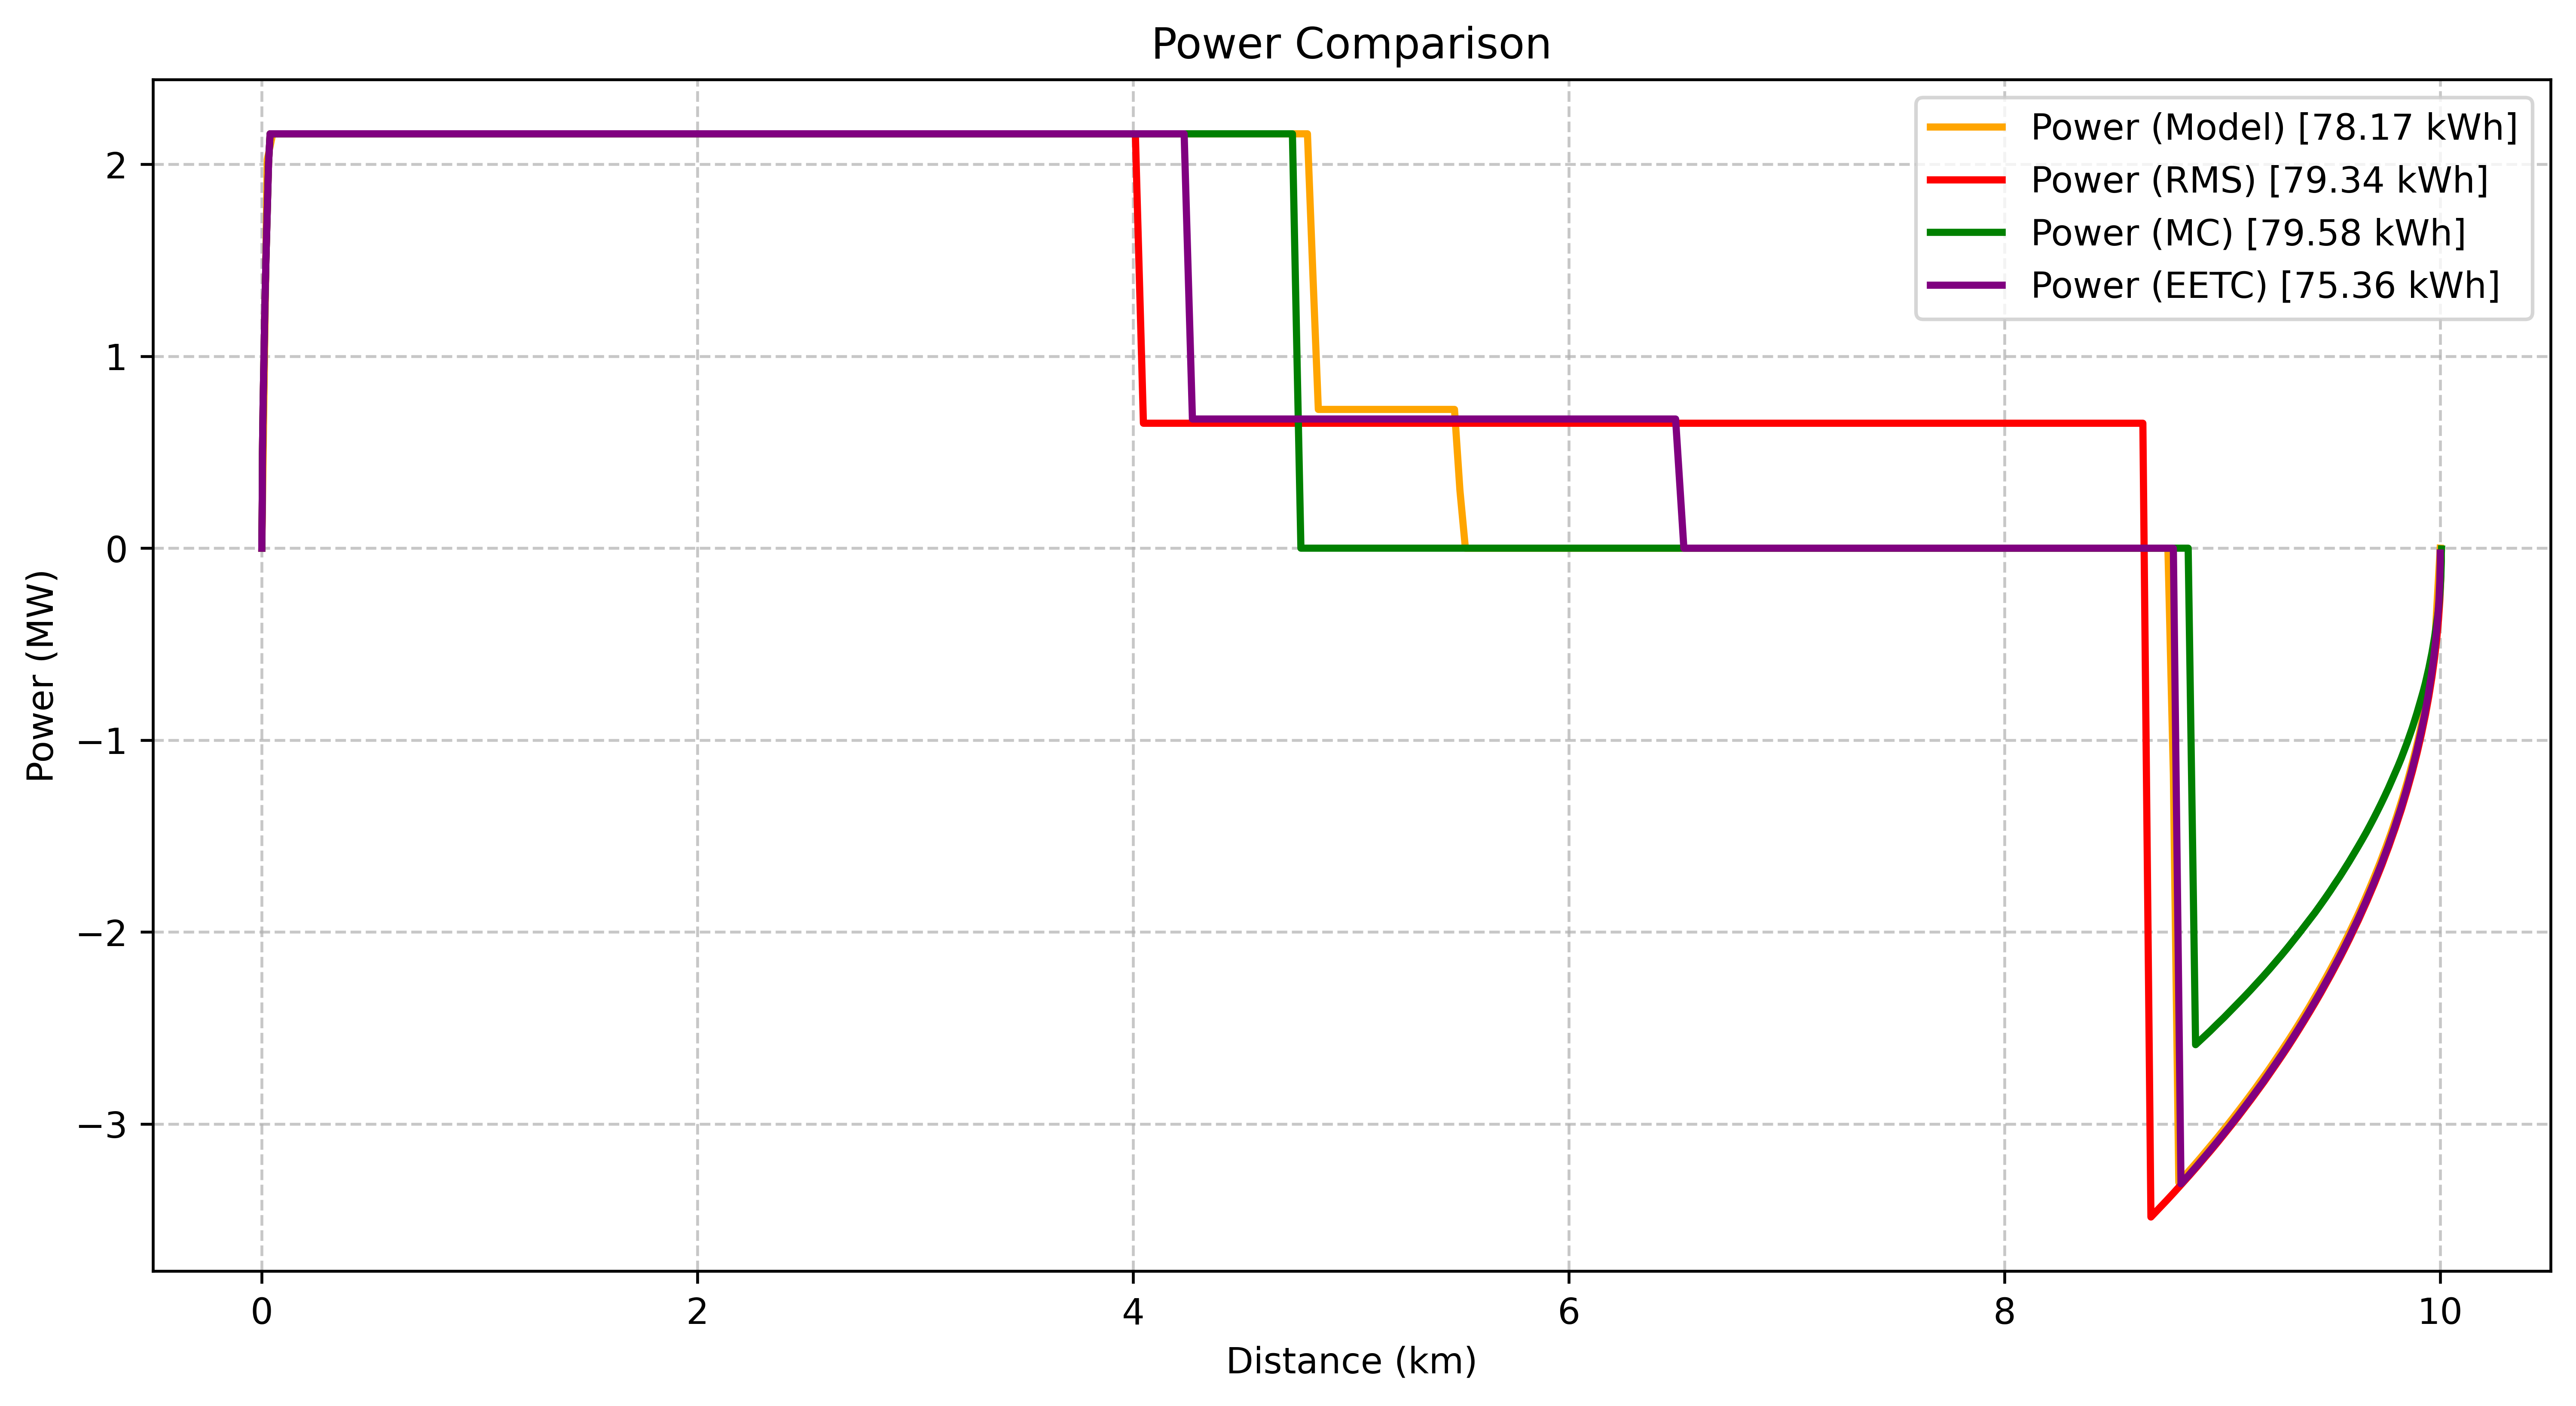 Power Comparison
Power (Model) [78.17 kWh]
Power (RMS) [79.34 kWh]
Power (MC) [79.58 kWh]
Power (EETC) [75.36 kWh]
Power (MW)
2
1
0
−1
−2
−3
0 2 4 6 8 10
Distance (km)